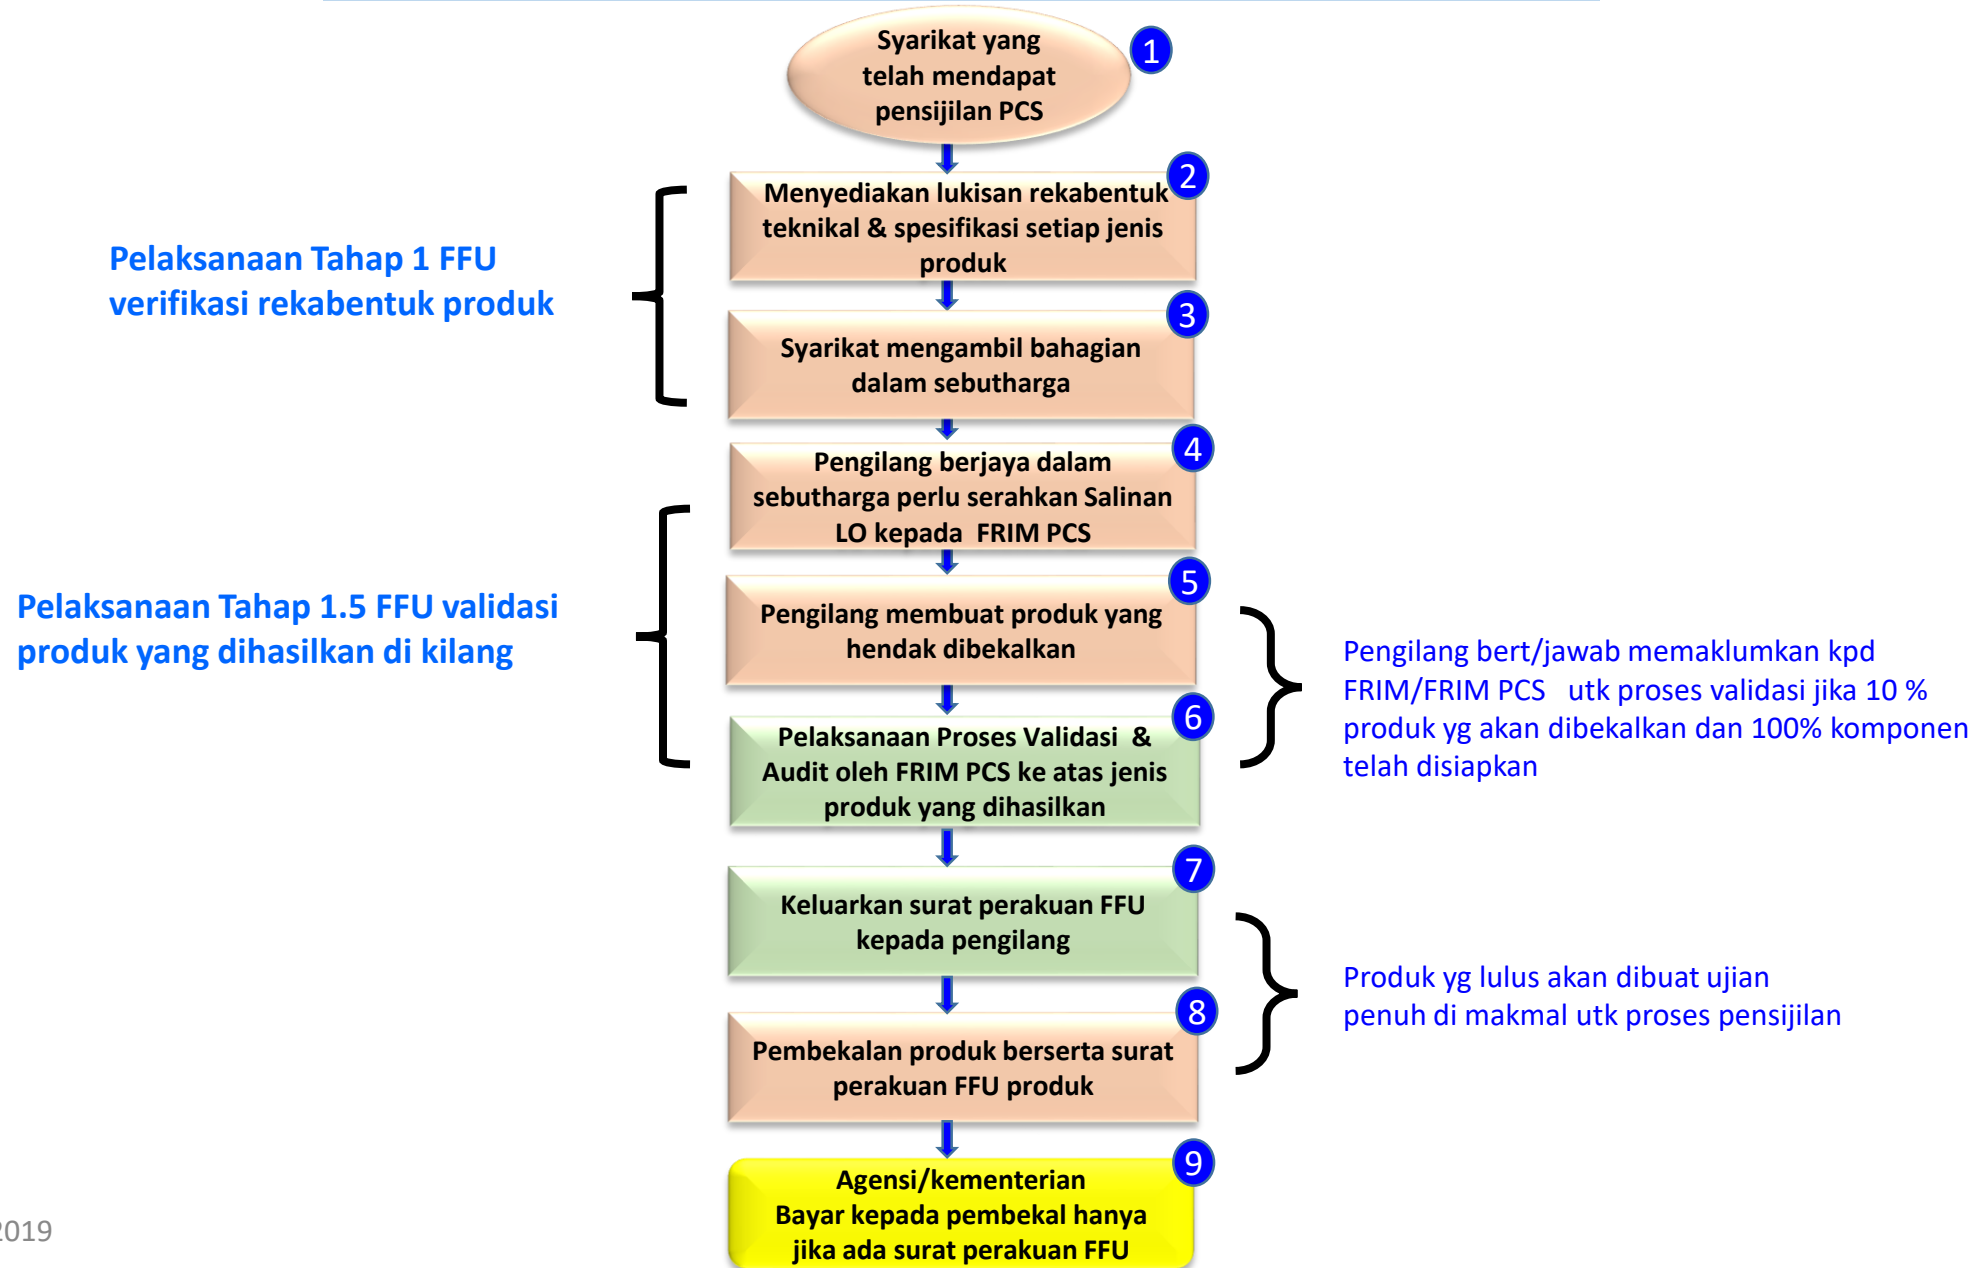 Syarikat yang
telah mendapat
pensijilan PCS
1
Menyediakan lukisan rekabentuk
teknikal & spesifikasi setiap jenis
produk
2
Pelaksanaan Tahap 1 FFU
verifikasi rekabentuk produk
Syarikat mengambil bahagian
dalam sebutharga
3
Pengilang berjaya dalam
sebutharga perlu serahkan Salinan
LO kepada FRIM PCS
4
Pelaksanaan Tahap 1.5 FFU validasi
produk yang dihasilkan di kilang
Pengilang membuat produk yang
hendak dibekalkan
5
Pengilang bert/jawab memaklumkan kpd
FRIM/FRIM PCS utk proses validasi jika 10 %
produk yg akan dibekalkan dan 100% komponen
telah disiapkan
Pelaksanaan Proses Validasi &
Audit oleh FRIM PCS ke atas jenis
produk yang dihasilkan
6
Keluarkan surat perakuan FFU
kepada pengilang
7
Produk yg lulus akan dibuat ujian
penuh di makmal utk proses pensijilan
Pembekalan produk berserta surat
perakuan FFU produk
8
Agensi/kementerian
Bayar kepada pembekal hanya
jika ada surat perakuan FFU
9
2019